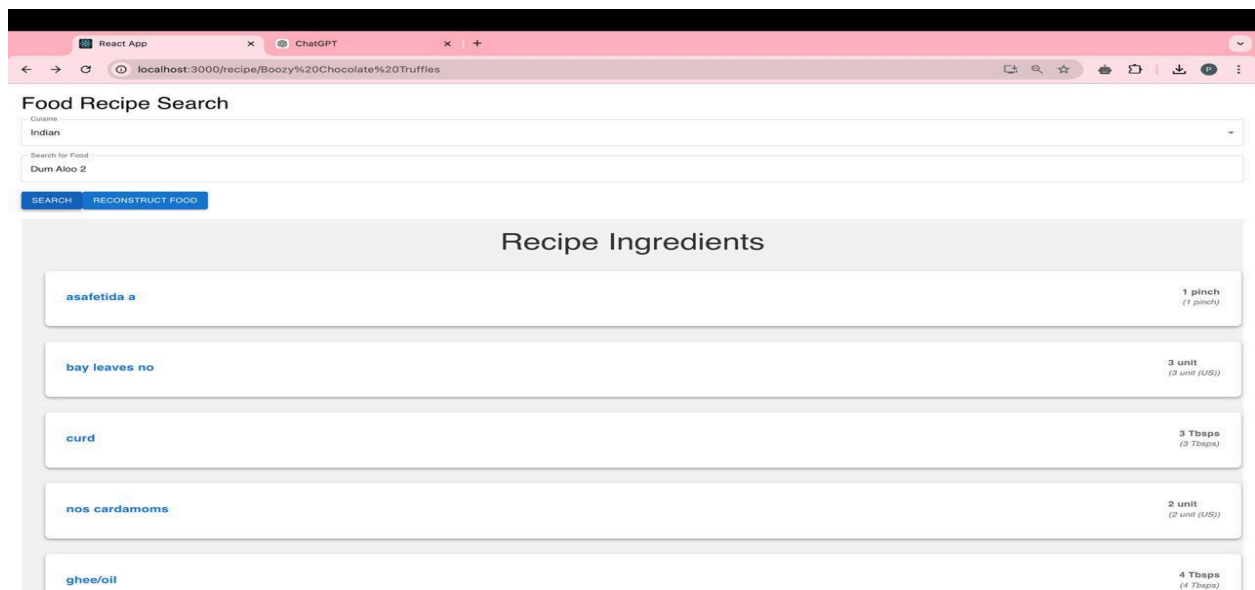 React App
ChatGPT
localhost:3000/recipe/Boozy%20Chocolate%20Truffles
P
Food Recipe Search
Cuisine
Indian
Search for Food
Dum Aloo 2
SEARCH RECONSTRUCT FOOD
Recipe Ingredients
asafetida a 1 pinch
(1 pinch)
bay leaves no 3 unit
(3 unit (US))
curd 3 Tbsps
(3 Tbsps)
nos cardamoms 2 unit
(2 unit (US))
ghee/oil 4 Tbsps
(4 Tbsps)